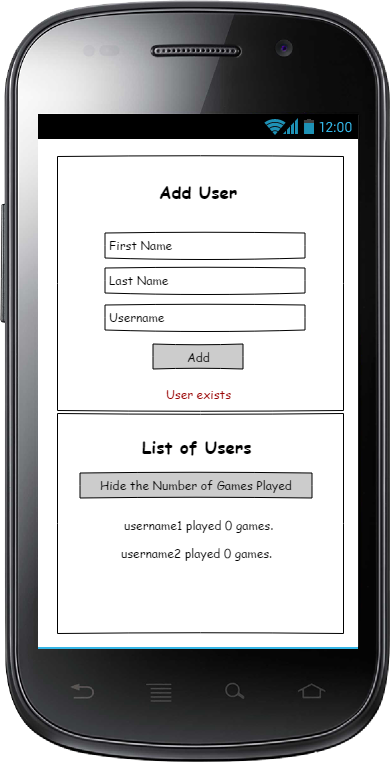 12:00
Add User
First Name
Last Name
Username
Add
User exists
List of Users
Hide the Number of Games Played
username1 played 0 games.
username2 played 0 games.